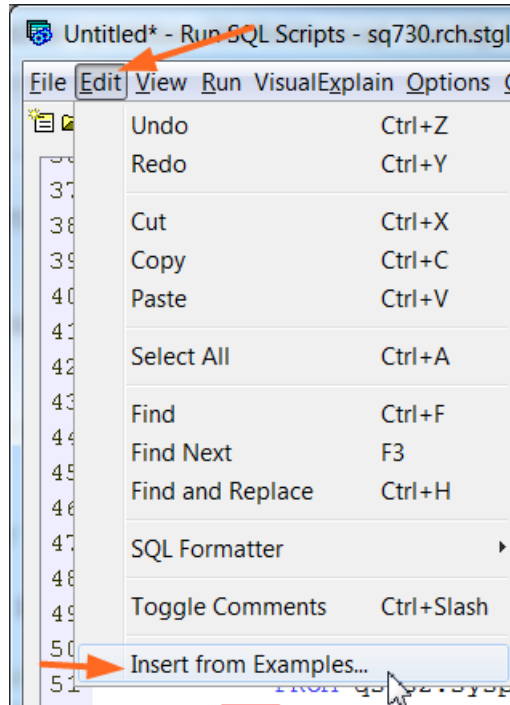 Untitled* - Run SQL Scripts - sq730.rch.stgl
File Edit View Run VisualExplain Options
Undo Ctrl+Z
Redo Ctrl+Y
37
38
Cut Ctrl+X
39
Copy Ctrl+C
40
Paste Ctrl+V
41
42
Select All Ctrl+A
43
Find Ctrl+F
44
Find Next F3
45
Find and Replace Ctrl+H
46
47
SQL Formatter
48
49
Toggle Comments Ctrl+Slash
50
Insert from Examples...
51